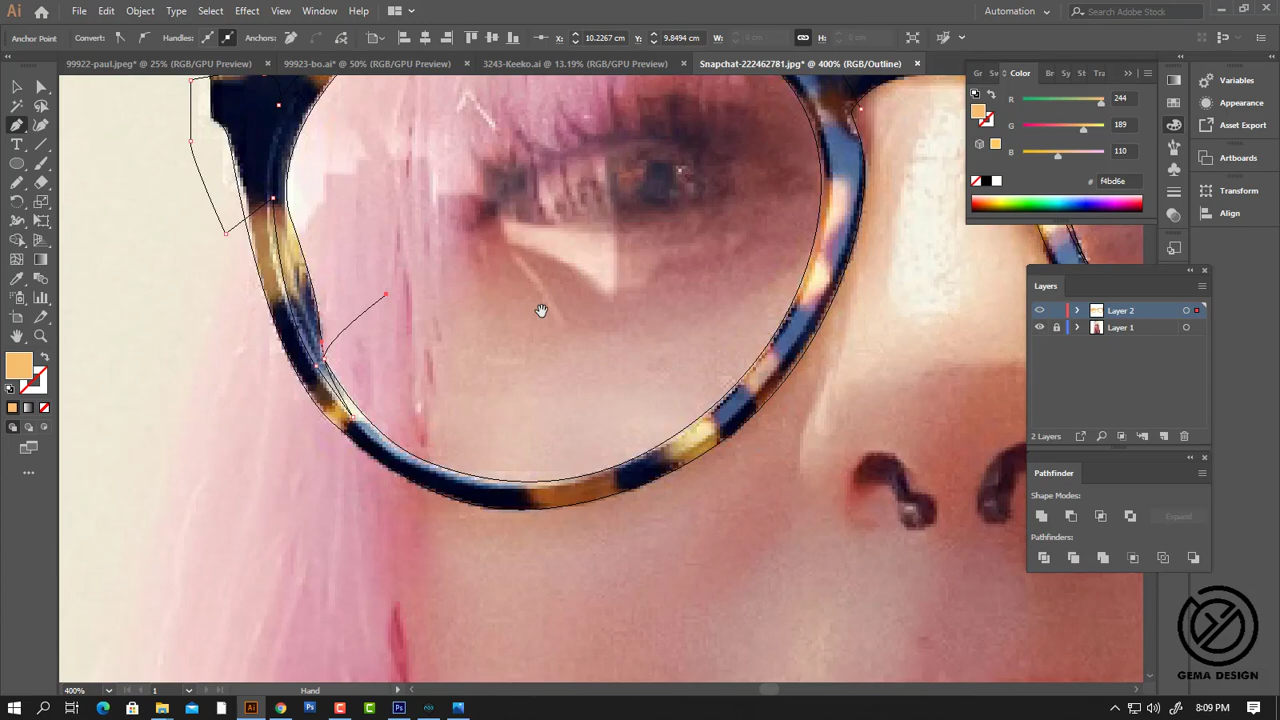 Ai File Edit Object Type Select Effect View Window Help Automation Search Adobe Stock
Anchor Point Convert: Handles: Anchors: X: 10.2267 cm Y: 9.8494 cm W: 0 cm H: 0 cm
99922-paul.jpeg* @ 25% (RGB/GPU Preview) × 99923-bo.ai* @ 50% (RGB/GPU Preview) × 3243-Keeko.ai @ 13.19% (RGB/GPU Preview) × Snapchat-222462781.jpg* @ 400% (RGB/Outline) ×
Gr Sv Color Br Sy St Tra
R 244
G 189
B 110
# f4bd6e
Variables
Appearance
Asset Export
Artboards
Transform
Align
Layers
Layer 2
Layer 1
2 Layers
Pathfinder
Shape Modes:
Expand
Pathfinders:
GEMA DESIGN
400% 1 Hand
8:09 PM